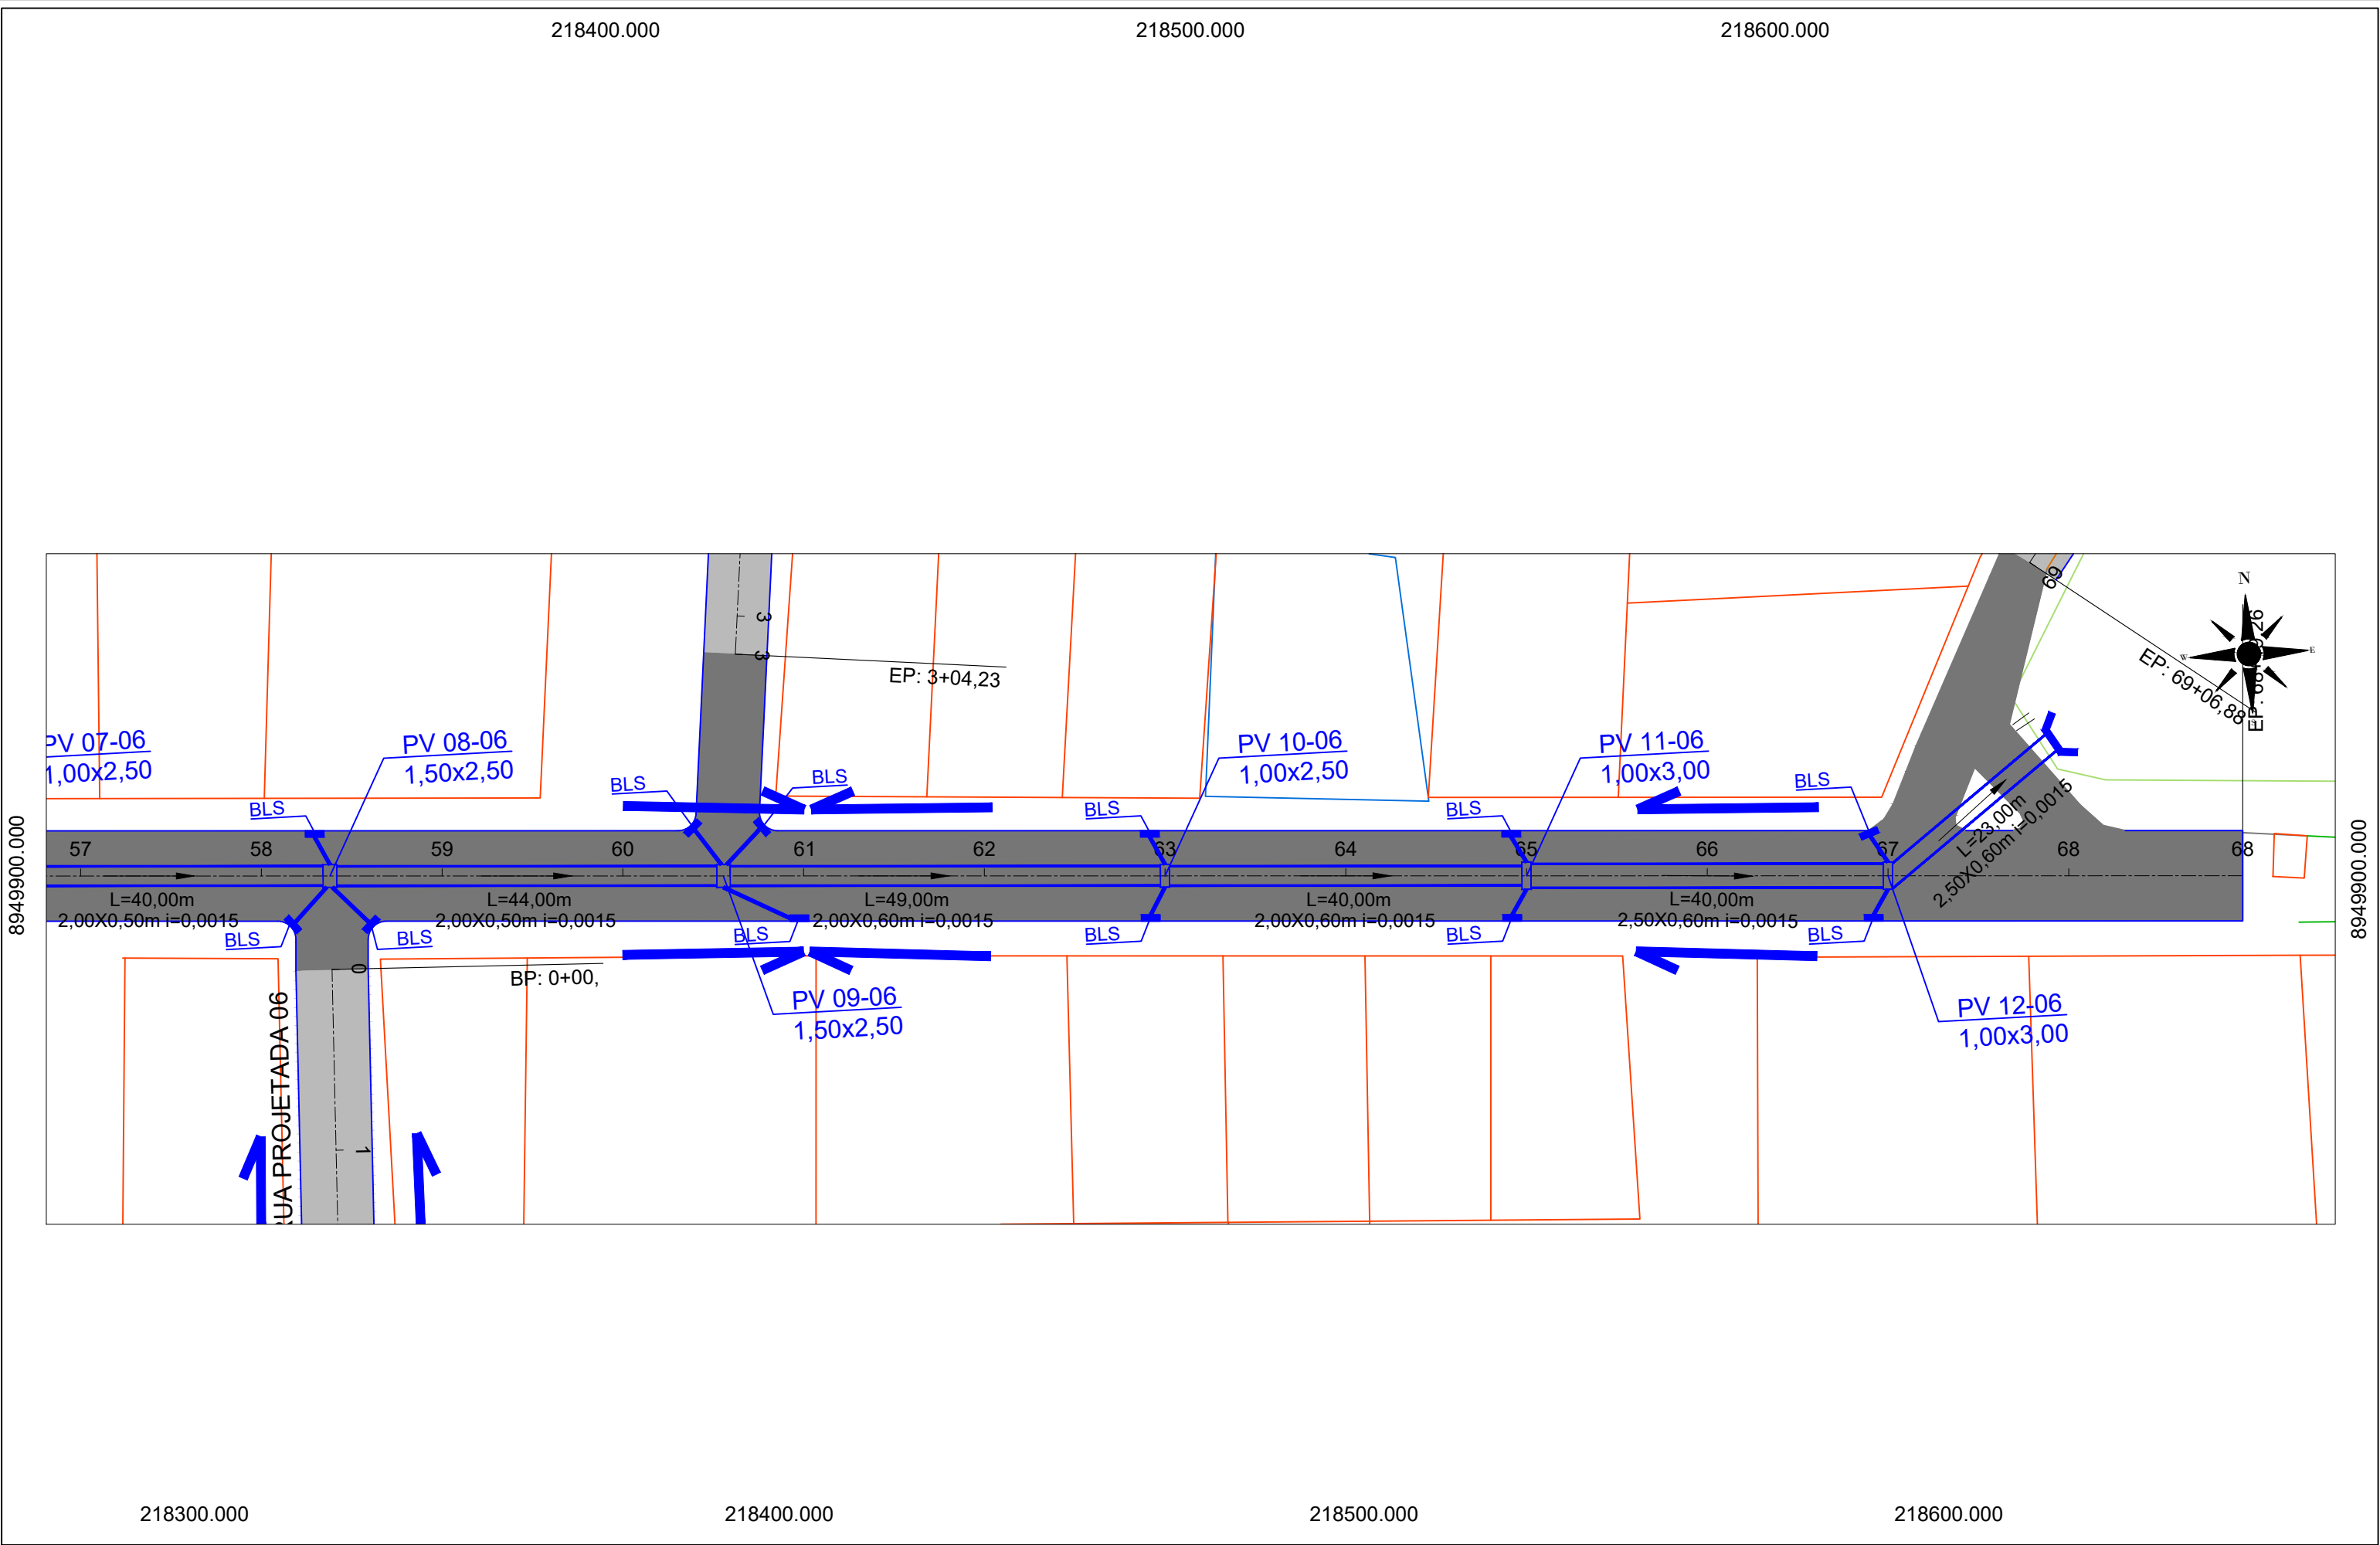 218400.000
218500.000
218600.000
N
W
E
3
3
EP: 3+04,23
69
EP: 69+06,88
PV 07-06
1,00x2,50
PV 08-06
1,50x2,50
PV 10-06
1,00x2,50
PV 11-06
1,00x3,00
BLS
BLS
BLS
BLS
BLS
BLS
57
58
59
60
61
62
63
64
65
66
67
68
68
8949900.000
8949900.000
L=40,00m
2,00X0,50m i=0,0015
L=44,00m
2,00X0,50m i=0,0015
L=49,00m
2,00X0,60m i=0,0015
L=40,00m
2,00X0,60m i=0,0015
L=40,00m
2,50X0,60m i=0,0015
L=23,00m
2,50X0,60m i=0,0015
BLS
BLS
BLS
BLS
BLS
BLS
0
BP: 0+00,
PV 09-06
1,50x2,50
PV 12-06
1,00x3,00
RUA PROJETADA 06
1
218300.000
218400.000
218500.000
218600.000